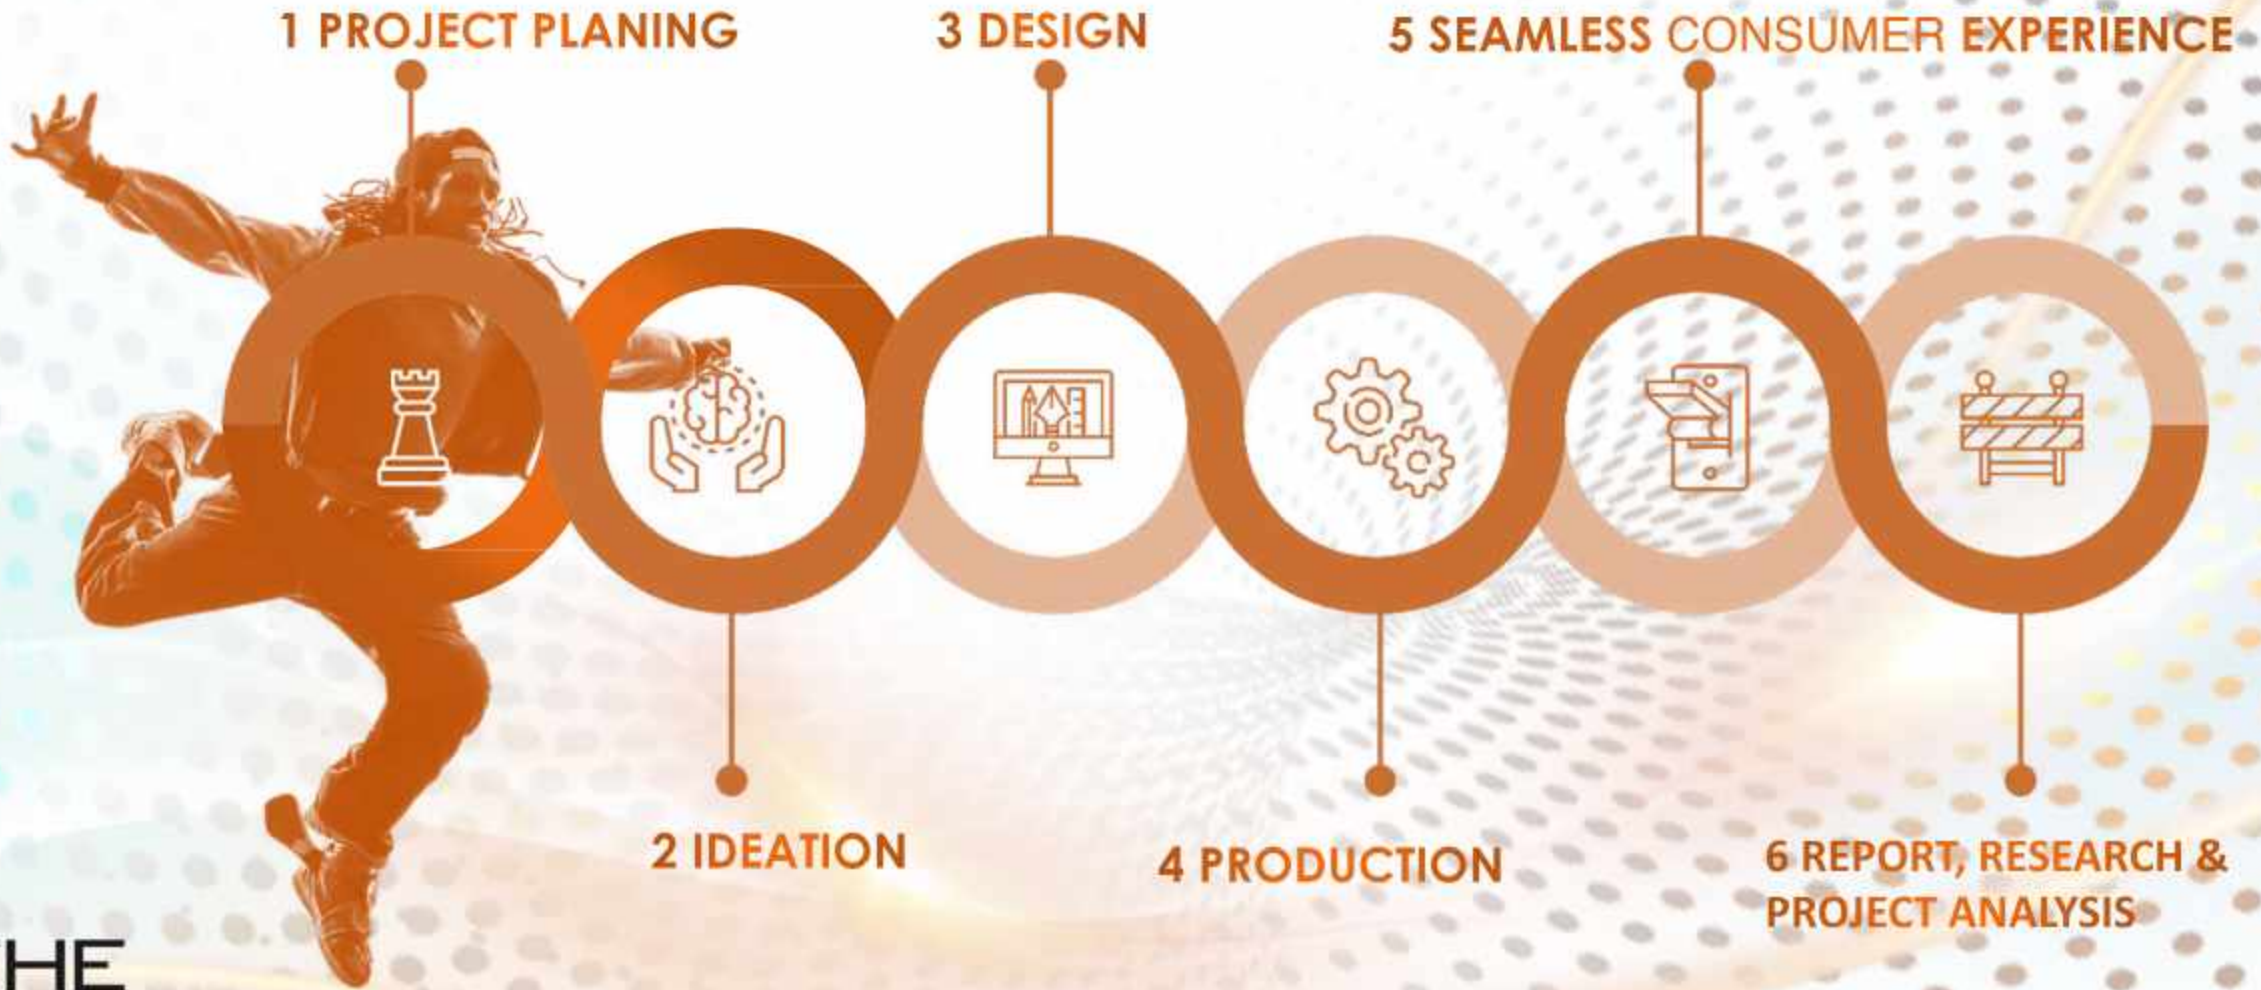 1 PROJECT PLANING
3 DESIGN
5 SEAMLESS CONSUMER EXPERIENCE
2 IDEATION
4 PRODUCTION
6 REPORT, RESEARCH &
PROJECT ANALYSIS
HE